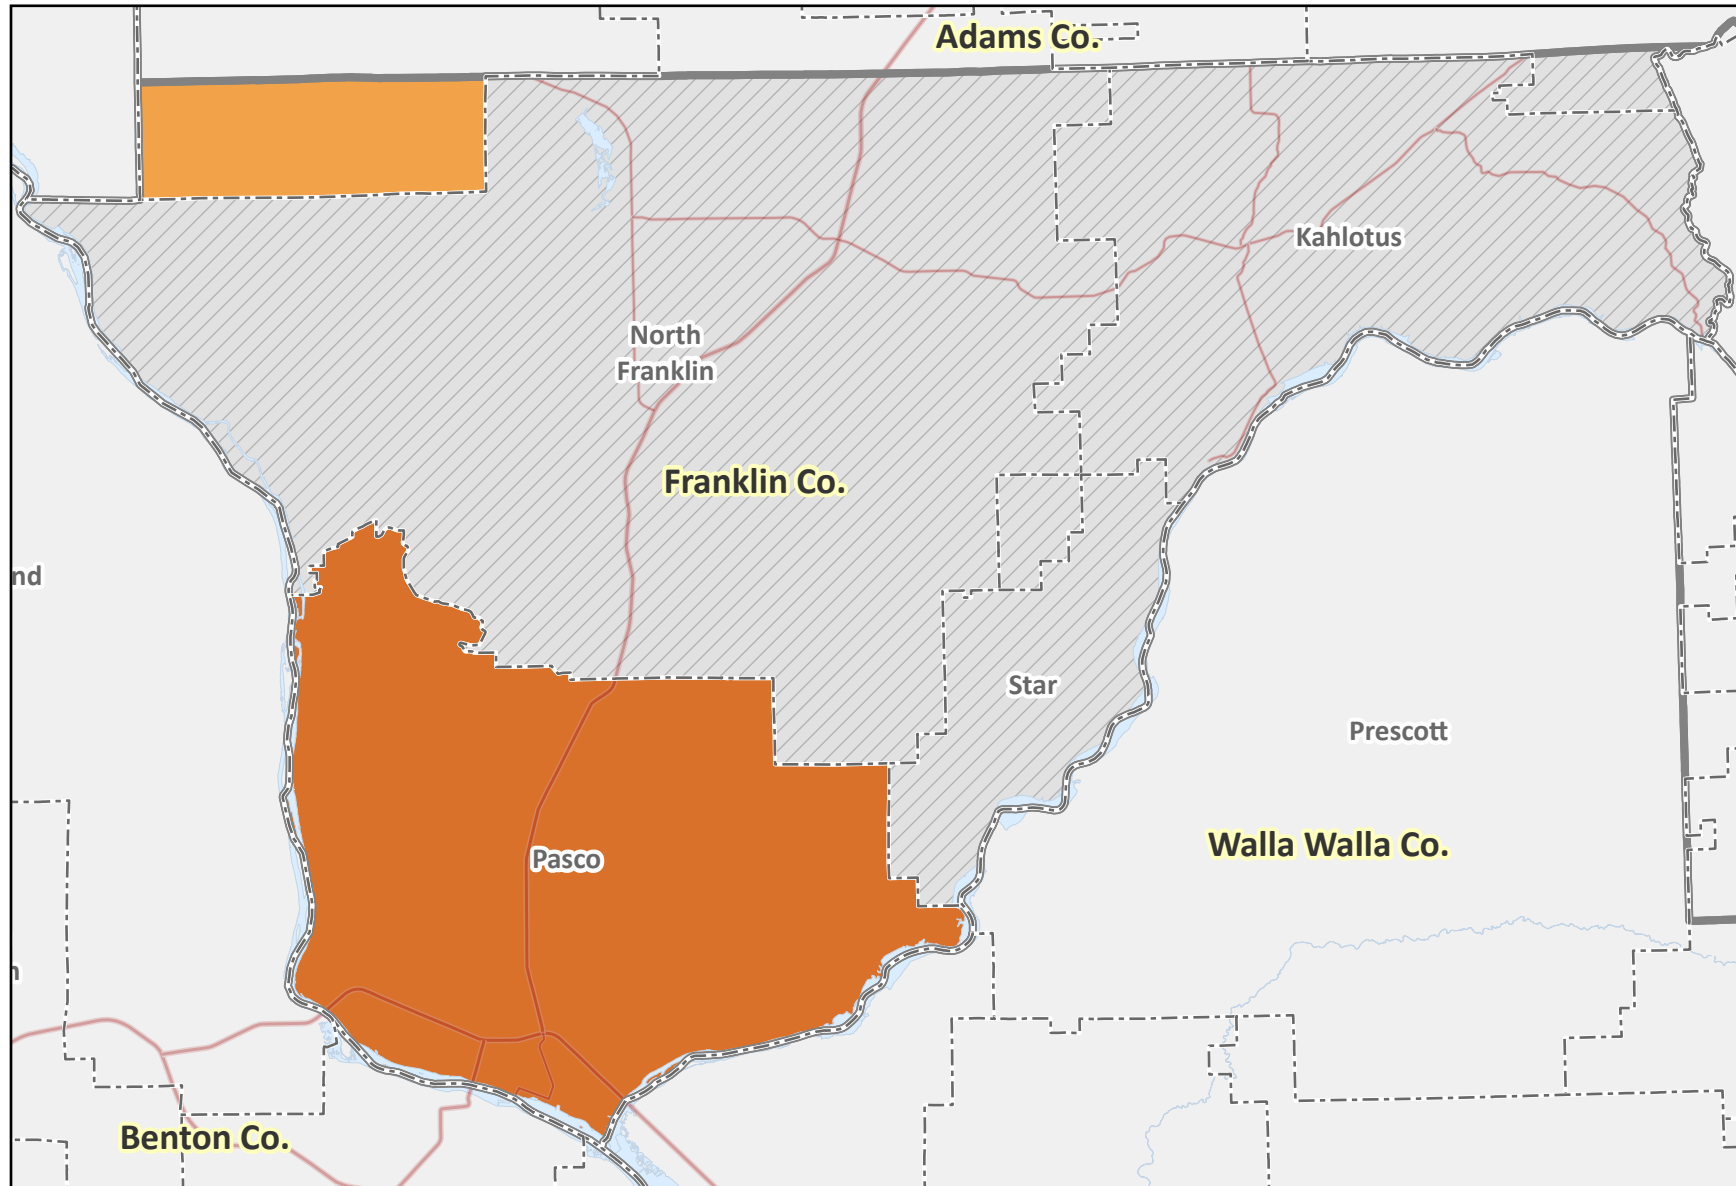 Adams Co.
Kahlotus
North
Franklin
Franklin Co.
nd
Star
Prescott
Walla Walla Co.
Pasco
Benton Co.